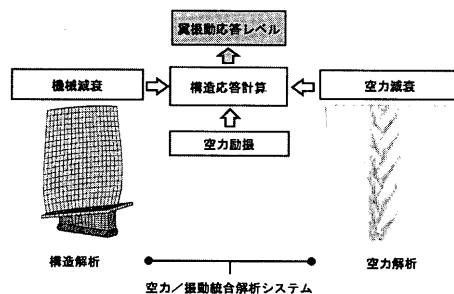 翼振動応答レベル
機械減衰
構造応答計算
空力減衰
空力励振
構造解析
空力解析
空力／振動統合解析システム